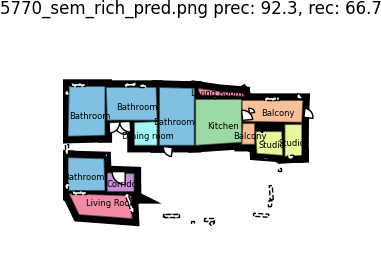 5770_sem_rich_pred.png prec: 92.3, rec: 66.7
Living Room
Bathroom
Balcony
Bathroom
Bathroom
Kitchen
Dining room
Balcony
Studio
Studio
Bathroom
Corridor
Living Room